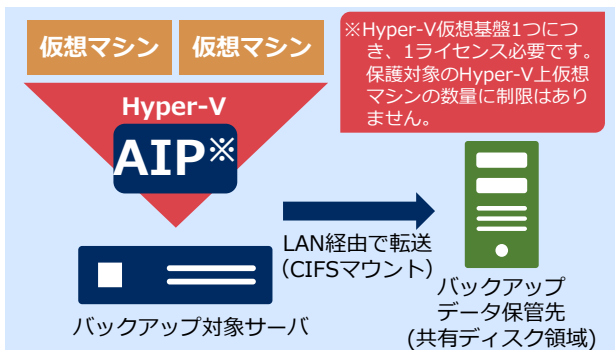 仮想マシン
仮想マシン
※Hyper-V仮想基盤1つにつ
き、1ライセンス必要です。
保護対象のHyper-V上仮想
マシンの数量に制限はあり
ません。
Hyper-V
AIP※
LAN経由で転送
（CIFSマウント）
バックアップ対象サーバ
バックアップ
データ保管先
(共有ディスク領域)